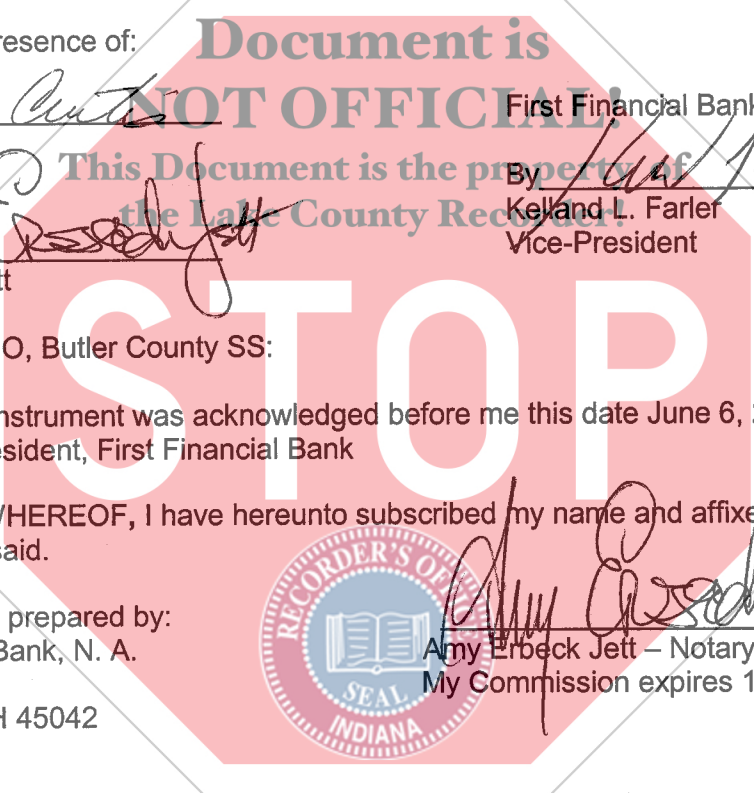 Document is
resence of:
NOT OFFICIAL!
First Financial Bank
This Document is the property of
By
the Lake County Recorder!
Kelland L. Farler
Vice-President
tt
STOP
O, Butler County SS:
nstrument was acknowledged before me this date June 6,
esident, First Financial Bank
WHEREOF, I have hereunto subscribed my name and affixe
said.
RECORDER'S OFFICE
SEAL
INDIANA
prepared by:
Bank, N. A.
Amy Erbeck Jett – Notary
My Commission expires 1
H 45042